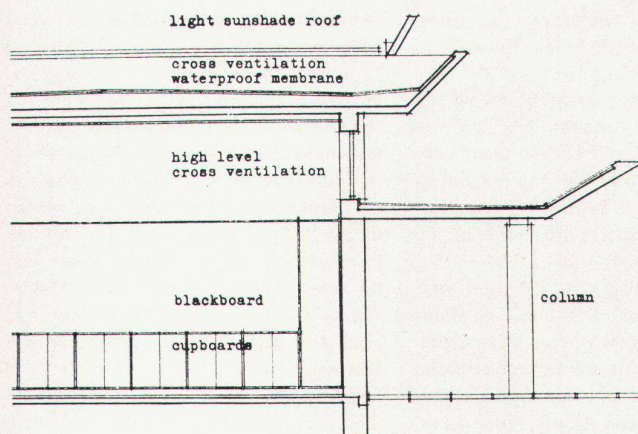 light sunshade roof
cross ventilation
waterproof membrane
high level
cross ventilation
blackboard
column
cupboards